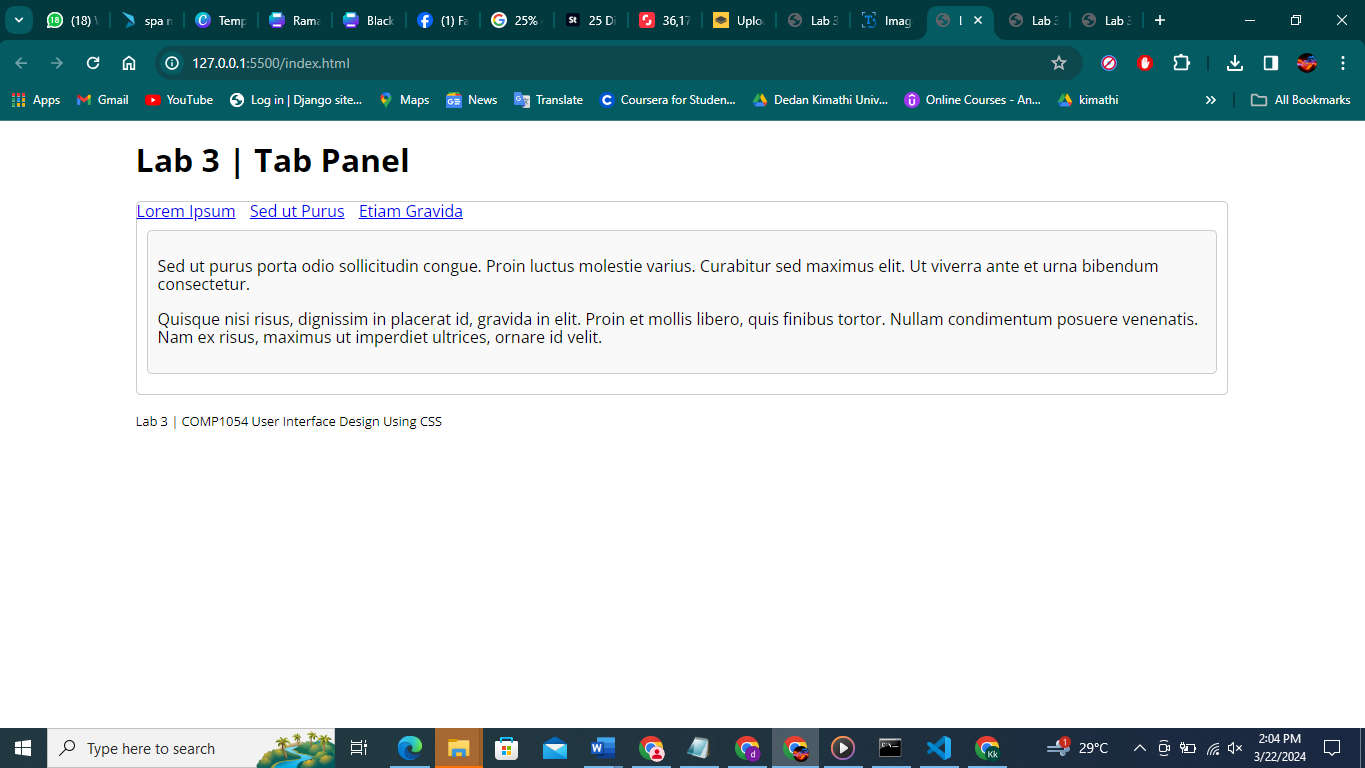 (18)
spa
Temp
Rama
Black
(1) Fa
25%
St 25 D
36,17
Uplo
Lab 3
Imag
Lab 3
Lab 3
127.0.0.1:5500/index.html
Apps Gmail YouTube Log in | Django site... Maps News Translate Coursera for Studen... Dedan Kimathi Univ... Online Courses - An... kimathi » All Bookmarks
Lab 3 | Tab Panel
Lorem Ipsum Sed ut Purus Etiam Gravida
Sed ut purus porta odio sollicitudin congue. Proin luctus molestie varius. Curabitur sed maximus elit. Ut viverra ante et urna bibendum
consectetur.
Quisque nisi risus, dignissim in placerat id, gravida in elit. Proin et mollis libero, quis finibus tortor. Nullam condimentum posuere venenatis.
Nam ex risus, maximus ut imperdiet ultrices, ornare id velit.
Lab 3 | COMP1054 User Interface Design Using CSS
Type here to search
1 29°C
2:04 PM
3/22/2024